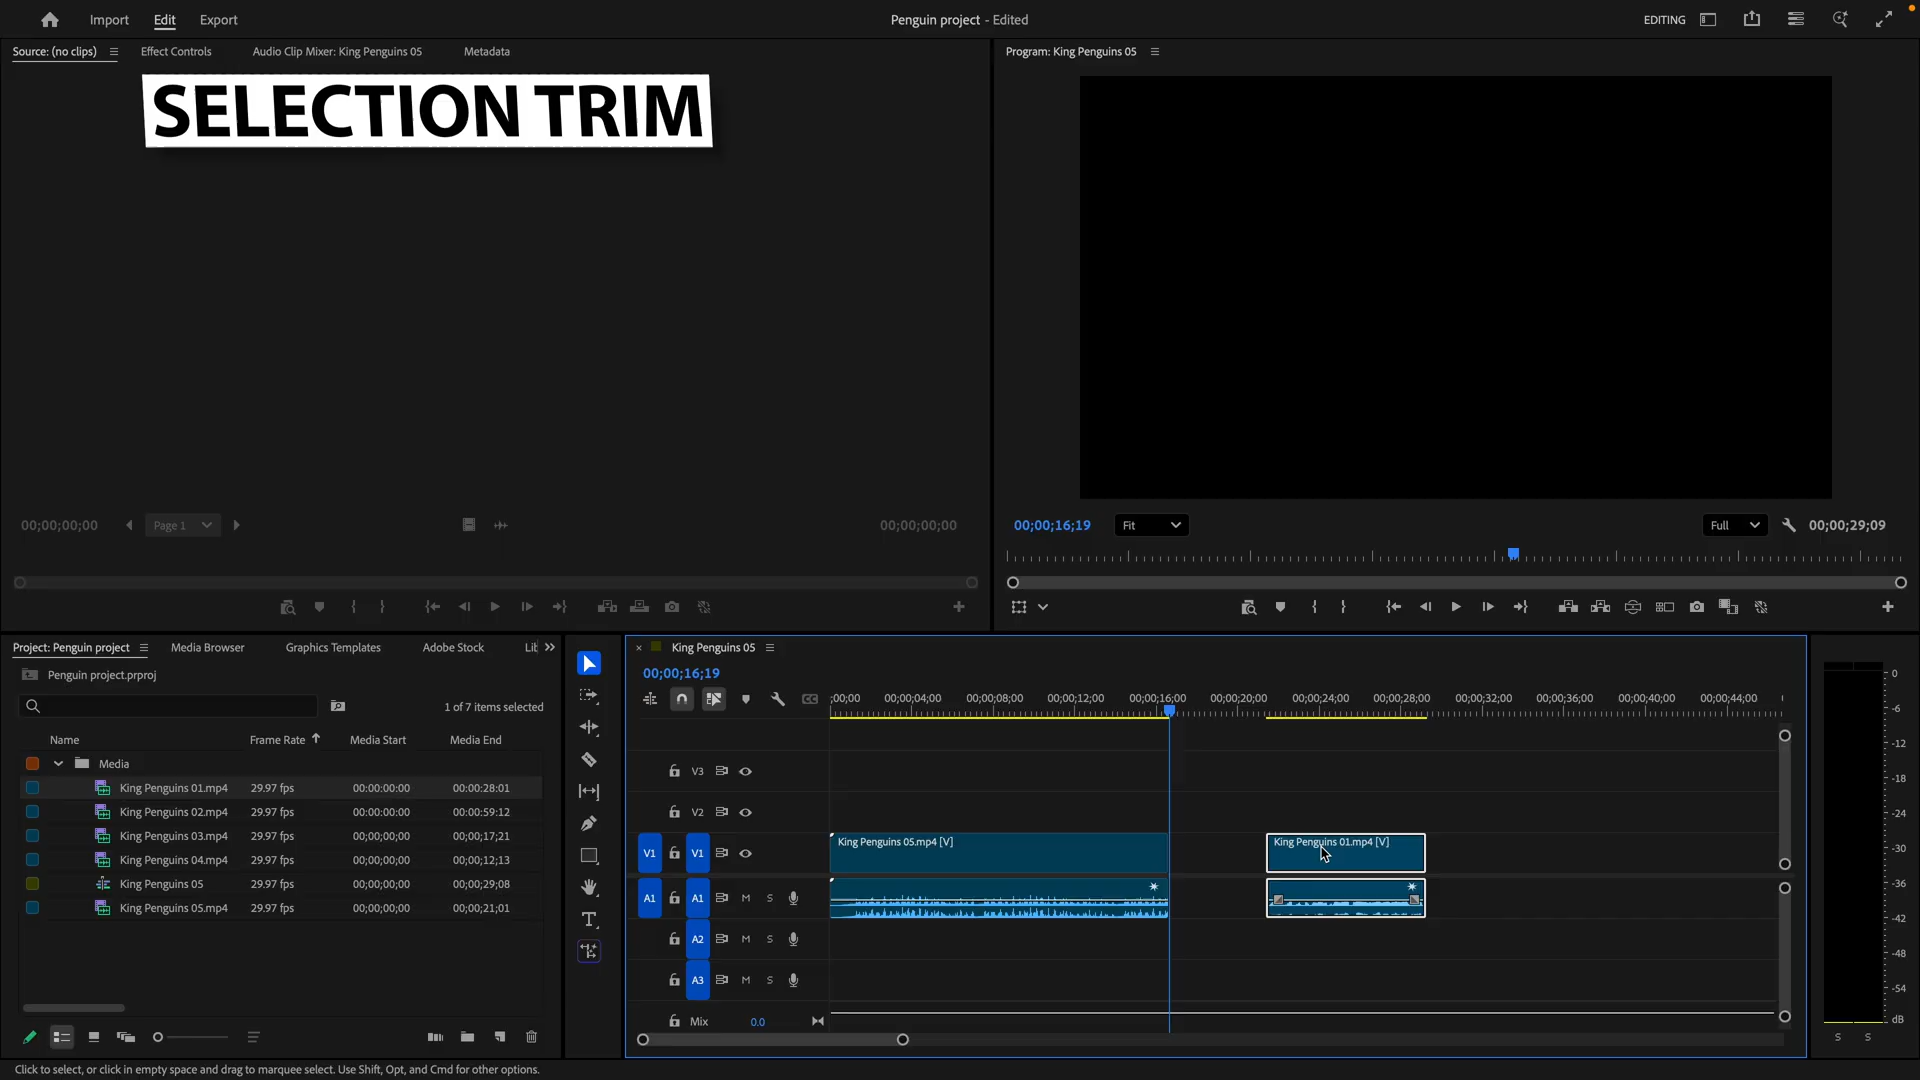 Import Edit Export
Penguin project - Edited
EDITING
Source: (no clips) Effect Controls Audio Clip Mixer: King Penguins 05 Metadata
Program: King Penguins 05
SELECTION TRIM
00;00;00;00 Page 1 00;00;00;00
00;00;16;19 Fit Full 00;00;29;09
Project: Penguin project Media Browser Graphics Templates Adobe Stock Lit
Penguin project.prproj
1 of 7 items selected
Name Frame Rate Media Start Media End
Media
King Penguins 01.mp4 29.97 fps 00:00:00:00 00:00:28:01
King Penguins 02.mp4 29.97 fps 00:00:00:00 00:00:59:12
King Penguins 03.mp4 29.97 fps 00;00;00;00 00;00;17;21
King Penguins 04.mp4 29.97 fps 00;00;00;00 00;00;12;13
King Penguins 05 29.97 fps 00;00;00;00 00;00;29;08
King Penguins 05.mp4 29.97 fps 00;00;00;00 00;00;21;01
King Penguins 05
00;00;16;19
CC
;00;00 00;00;04;00 00;00;08;00 00;00;12;00 00;00;16;00 00;00;20;00 00;00;24;00 00;00;28;00 00;00;32;00 00;00;36;00 00;00;40;00 00;00;44;00
V3
V2
V1 V1
King Penguins 05.mp4 [V] King Penguins 01.mp4 [V]
A1 A1 M S
A2 M S
A3 M S
Mix 0.0
0
-6
-12
-18
-24
-30
-36
-42
-48
-54
dB
S S
Click to select, or click in empty space and drag to marquee select. Use Shift, Opt, and Cmd for other options.